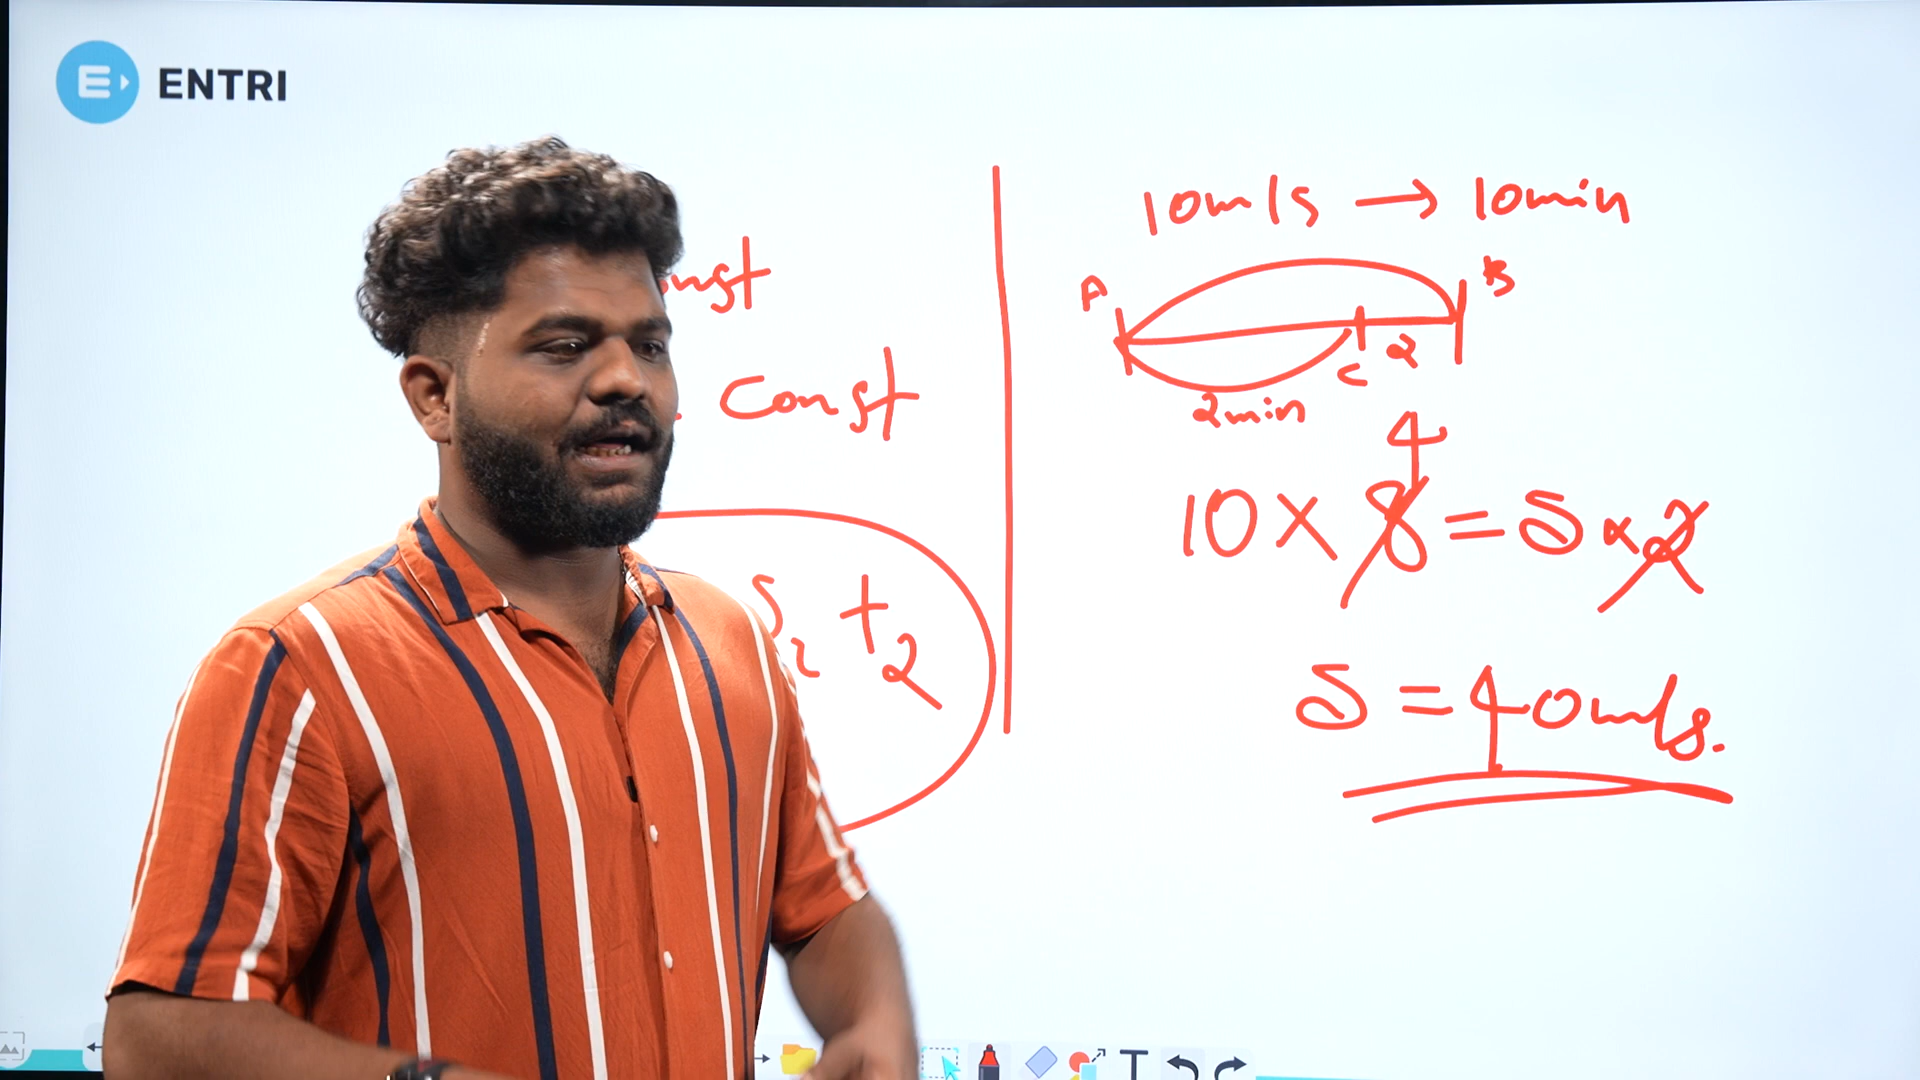 ENTRI
Const
S2 t2
10m/s → 10min
A B
C 2
2min
4
10 × 8 = S × 2
S = 40m/s.
T